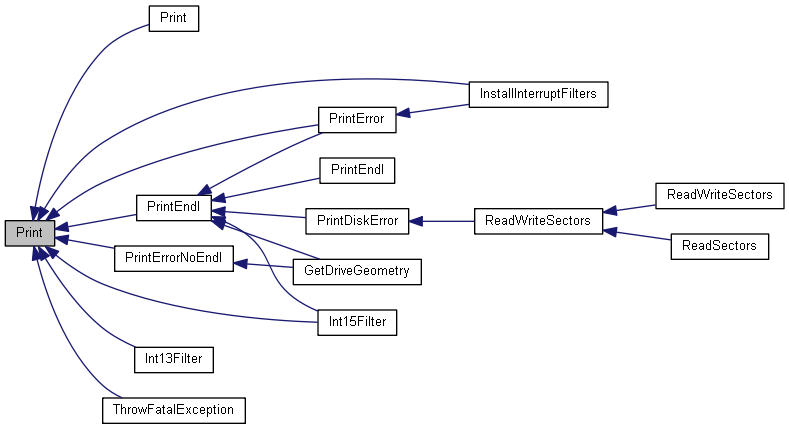 Print
InstallInterruptFilters
PrintError
PrintEndl
PrintEndl
ReadWriteSectors
PrintDiskError
ReadWriteSectors
Print
ReadSectors
PrintErrorNoEndl
GetDriveGeometry
Int15Filter
Int13Filter
ThrowFatalException